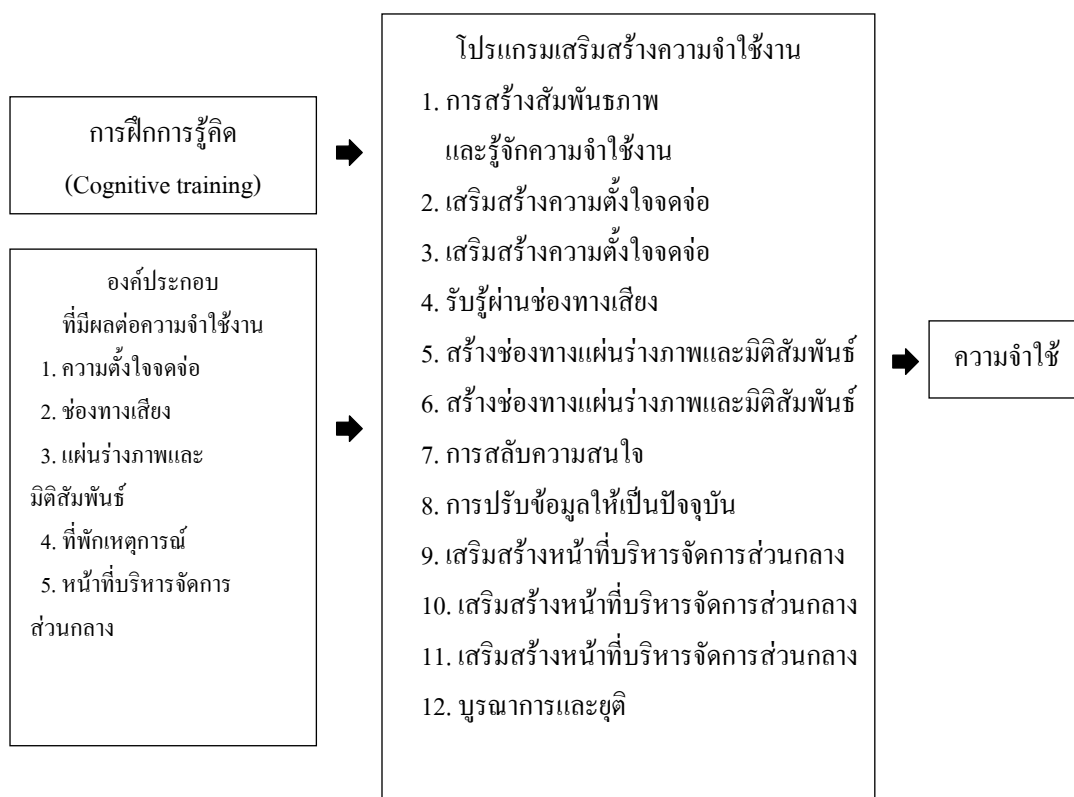 การฝึกการรู้คิด
(Cognitive training)
องค์ประกอบ
ที่มีผลต่อความจำใช้งาน
1. ความตั้งใจจดจ่อ
2. ช่องทางเสียง
3. แผ่นร่างภาพและ
มิติสัมพันธ์
4. ที่พักเหตุการณ์
5. หน้าที่บริหารจัดการ
ส่วนกลาง
โปรแกรมเสริมสร้างความจำใช้งาน
1. การสร้างสัมพันธภาพ
และรู้จักความจำใช้งาน
2. เสริมสร้างความตั้งใจจดจ่อ
3. เสริมสร้างความตั้งใจจดจ่อ
4. รับรู้ผ่านช่องทางเสียง
5. สร้างช่องทางแผ่นร่างภาพและมิติสัมพันธ์
6. สร้างช่องทางแผ่นร่างภาพและมิติสัมพันธ์
7. การสลับความสนใจ
8. การปรับข้อมูลให้เป็นปัจจุบัน
9. เสริมสร้างหน้าที่บริหารจัดการส่วนกลาง
10. เสริมสร้างหน้าที่บริหารจัดการส่วนกลาง
11. เสริมสร้างหน้าที่บริหารจัดการส่วนกลาง
12. บูรณาการและยุติ
ความจำใช้